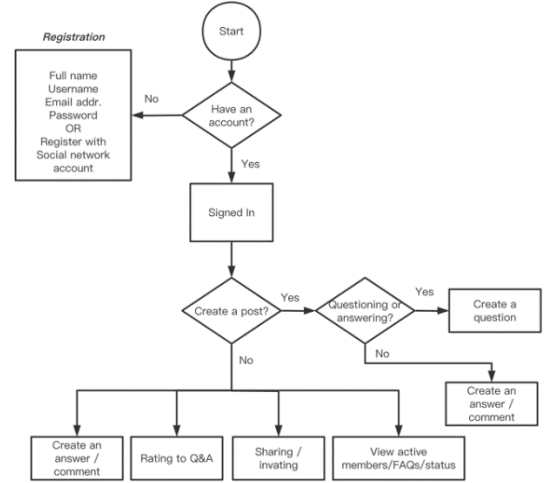 Start
Registration
Full name
Username
Email addr.
Password
OR
Register with
Social network
account
No
Have an
account?
Yes
Signed In
Create a post?
Yes
Questioning or
answering?
Yes
Create a
question
No
No
Create an
answer /
comment
Create an
answer /
comment
Rating to Q&A
Sharing /
invating
View active
members/FAQs/status